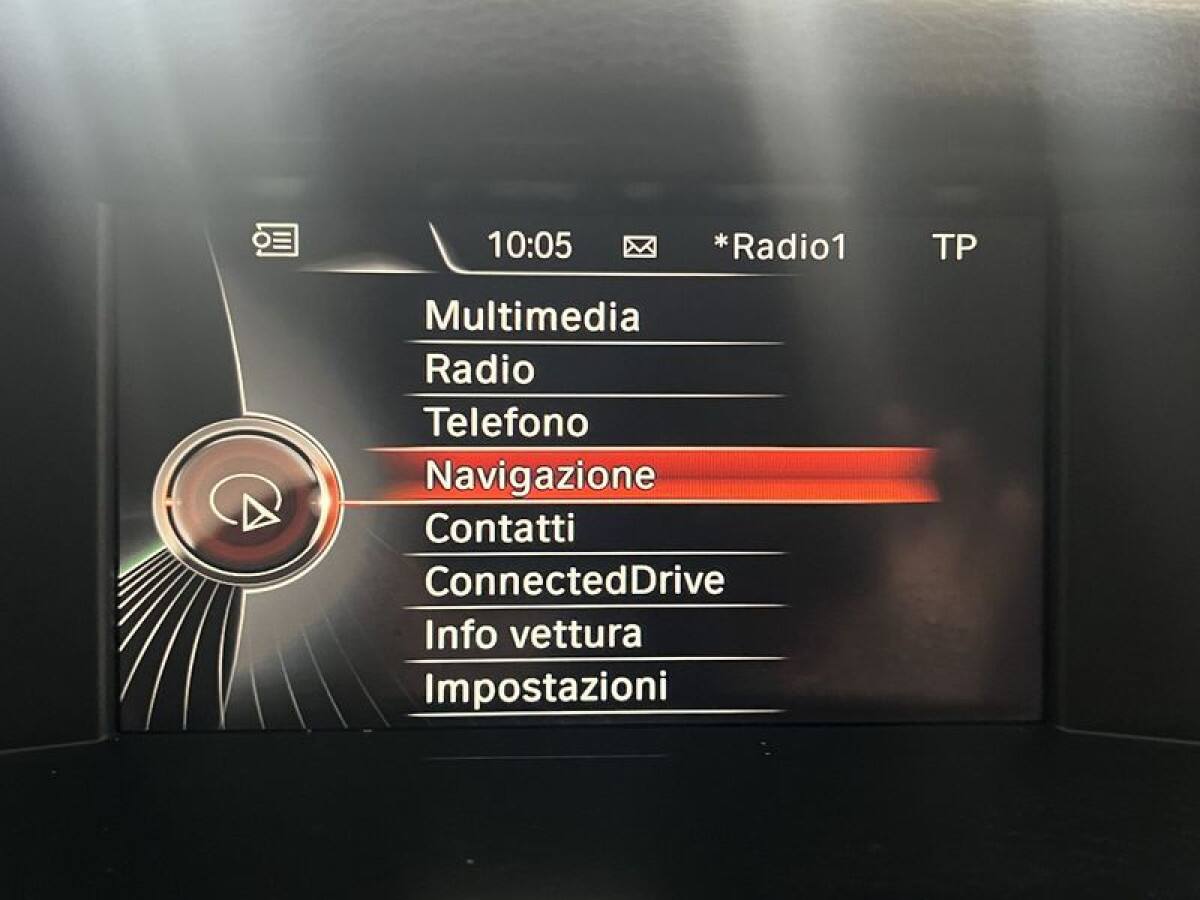 10:05 *Radio1 TP
Multimedia
Radio
Telefono
Navigazione
Contatti
ConnectedDrive
Info vettura
Impostazioni